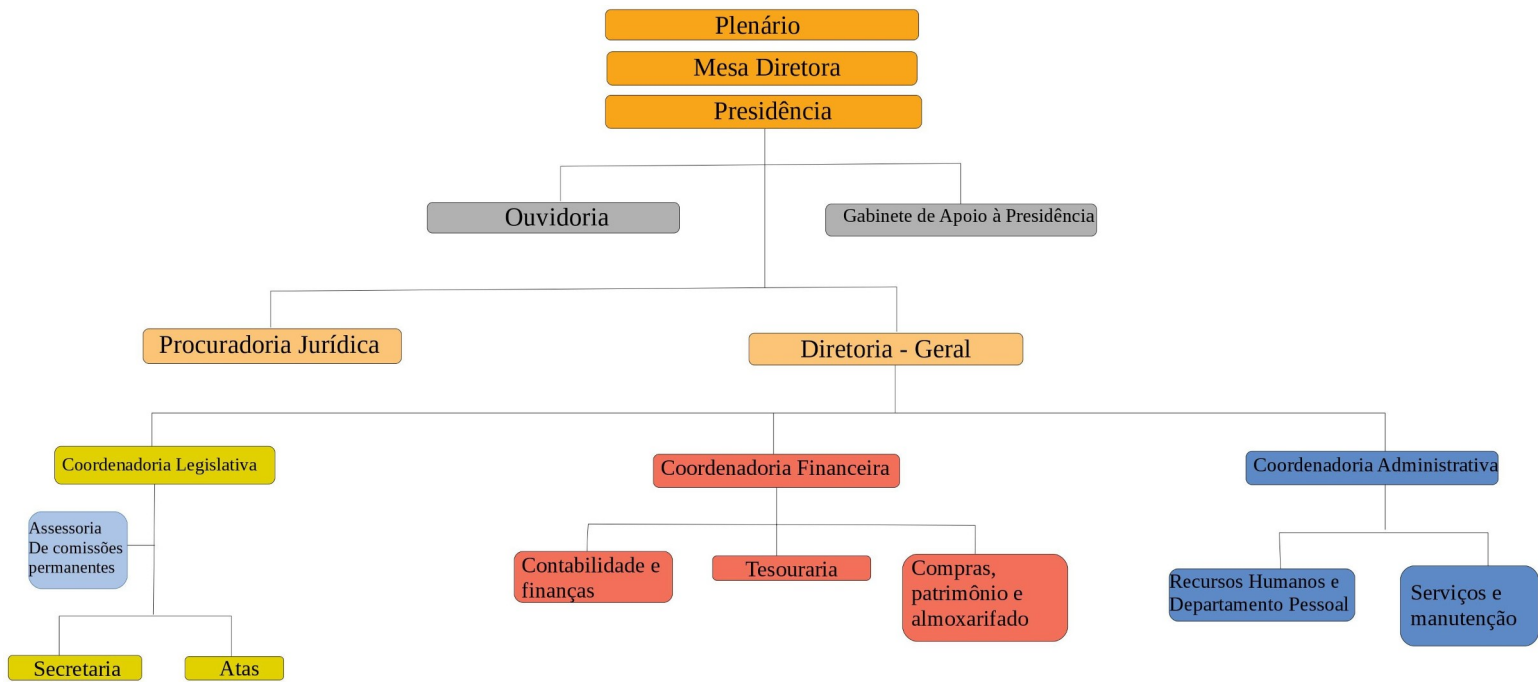 Plenário
Mesa Diretora
Presidência
Ouvidoria
Gabinete de Apoio à Presidência
Procuradoria Jurídica
Diretoria - Geral
Coordenadoria Legislativa
Coordenadoria Financeira
Coordenadoria Administrativa
Assessoria
De comissões
permanentes
Contabilidade e
finanças
Tesouraria
Compras,
patrimônio e
almoxarifado
Recursos Humanos e
Departamento Pessoal
Serviços e
manutenção
Secretaria
Atas